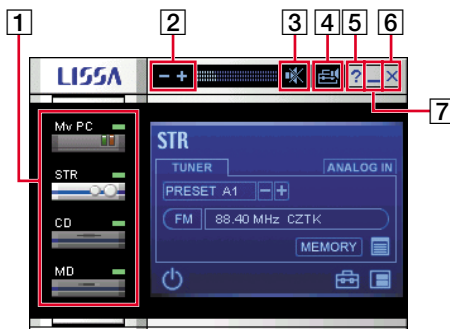 1 2 3 4 5 6
LISSA - + ? _ ×
7
Mv PC
STR
STR
TUNER ANALOG IN
PRESET A1 - +
CD
FM 88.40 MHz CZTK
MEMORY
MD